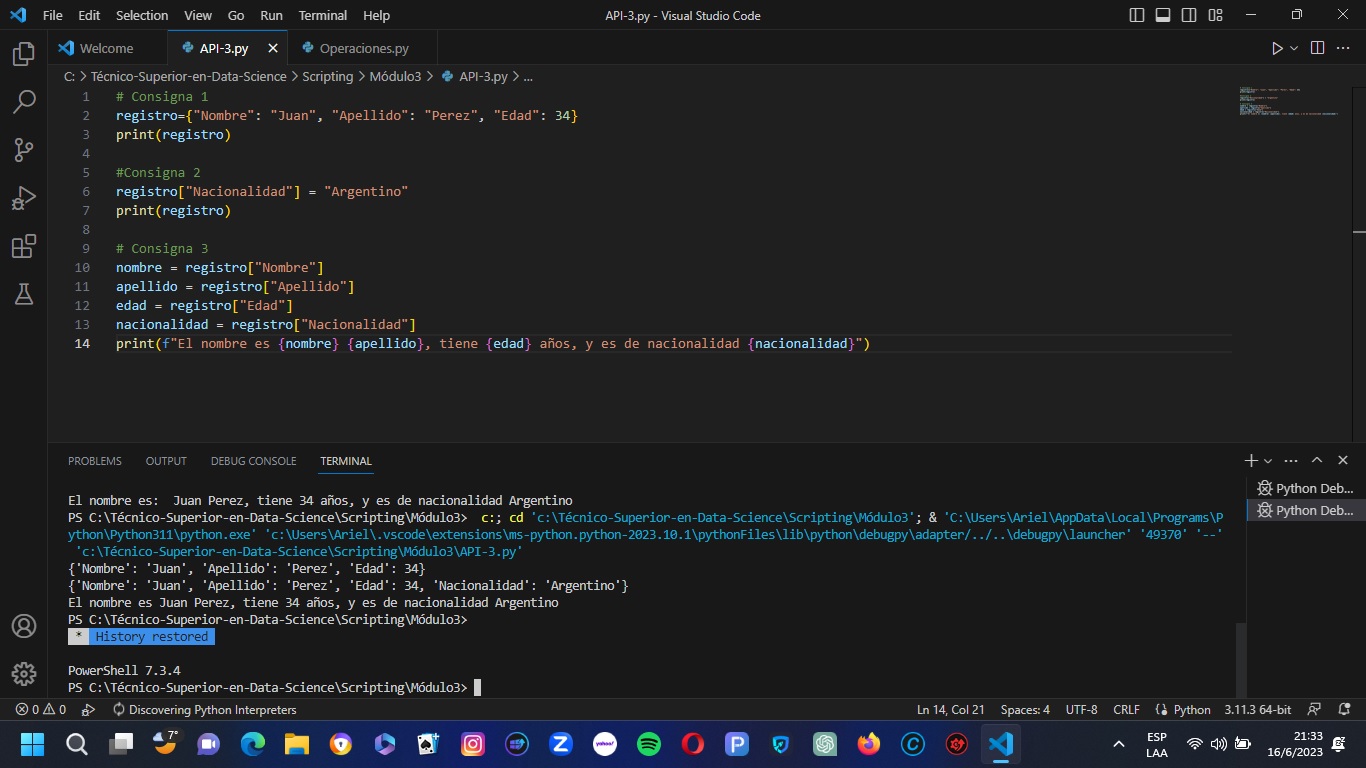 File Edit Selection View Go Run Terminal Help API-3.py - Visual Studio Code
Welcome API-3.py Operaciones.py
C: > Técnico-Superior-en-Data-Science > Scripting > Módulo3 > API-3.py > ...
1 # Consigna 1
2 registro={"Nombre": "Juan", "Apellido": "Perez", "Edad": 34}
3 print(registro)
4
5 #Consigna 2
6 registro["Nacionalidad"] = "Argentino"
7 print(registro)
8
9 # Consigna 3
10 nombre = registro["Nombre"]
11 apellido = registro["Apellido"]
12 edad = registro["Edad"]
13 nacionalidad = registro["Nacionalidad"]
14 print(f"El nombre es {nombre} {apellido}, tiene {edad} años, y es de nacionalidad {nacionalidad}")
PROBLEMS OUTPUT DEBUG CONSOLE TERMINAL
Python Deb...
Python Deb...
El nombre es:  Juan Perez, tiene 34 años, y es de nacionalidad Argentino
PS C:\Técnico-Superior-en-Data-Science\Scripting\Módulo3>  c:; cd 'c:\Técnico-Superior-en-Data-Science\Scripting\Módulo3'; & 'C:\Users\Ariel\AppData\Local\Programs\P
ython\Python311\python.exe' 'c:\Users\Ariel\.vscode\extensions\ms-python.python-2023.10.1\pythonFiles\lib\python\debugpy\adapter/../..\debugpy\launcher' '49370' '--'
'c:\Técnico-Superior-en-Data-Science\Scripting\Módulo3\API-3.py'
{'Nombre': 'Juan', 'Apellido': 'Perez', 'Edad': 34}
{'Nombre': 'Juan', 'Apellido': 'Perez', 'Edad': 34, 'Nacionalidad': 'Argentino'}
El nombre es Juan Perez, tiene 34 años, y es de nacionalidad Argentino
PS C:\Técnico-Superior-en-Data-Science\Scripting\Módulo3>
* History restored
PowerShell 7.3.4
PS C:\Técnico-Superior-en-Data-Science\Scripting\Módulo3>
0 0 Discovering Python Interpreters Ln 14, Col 21 Spaces: 4 UTF-8 CRLF Python 3.11.3 64-bit
7° yahoo! ESP LAA 21:33
16/6/2023